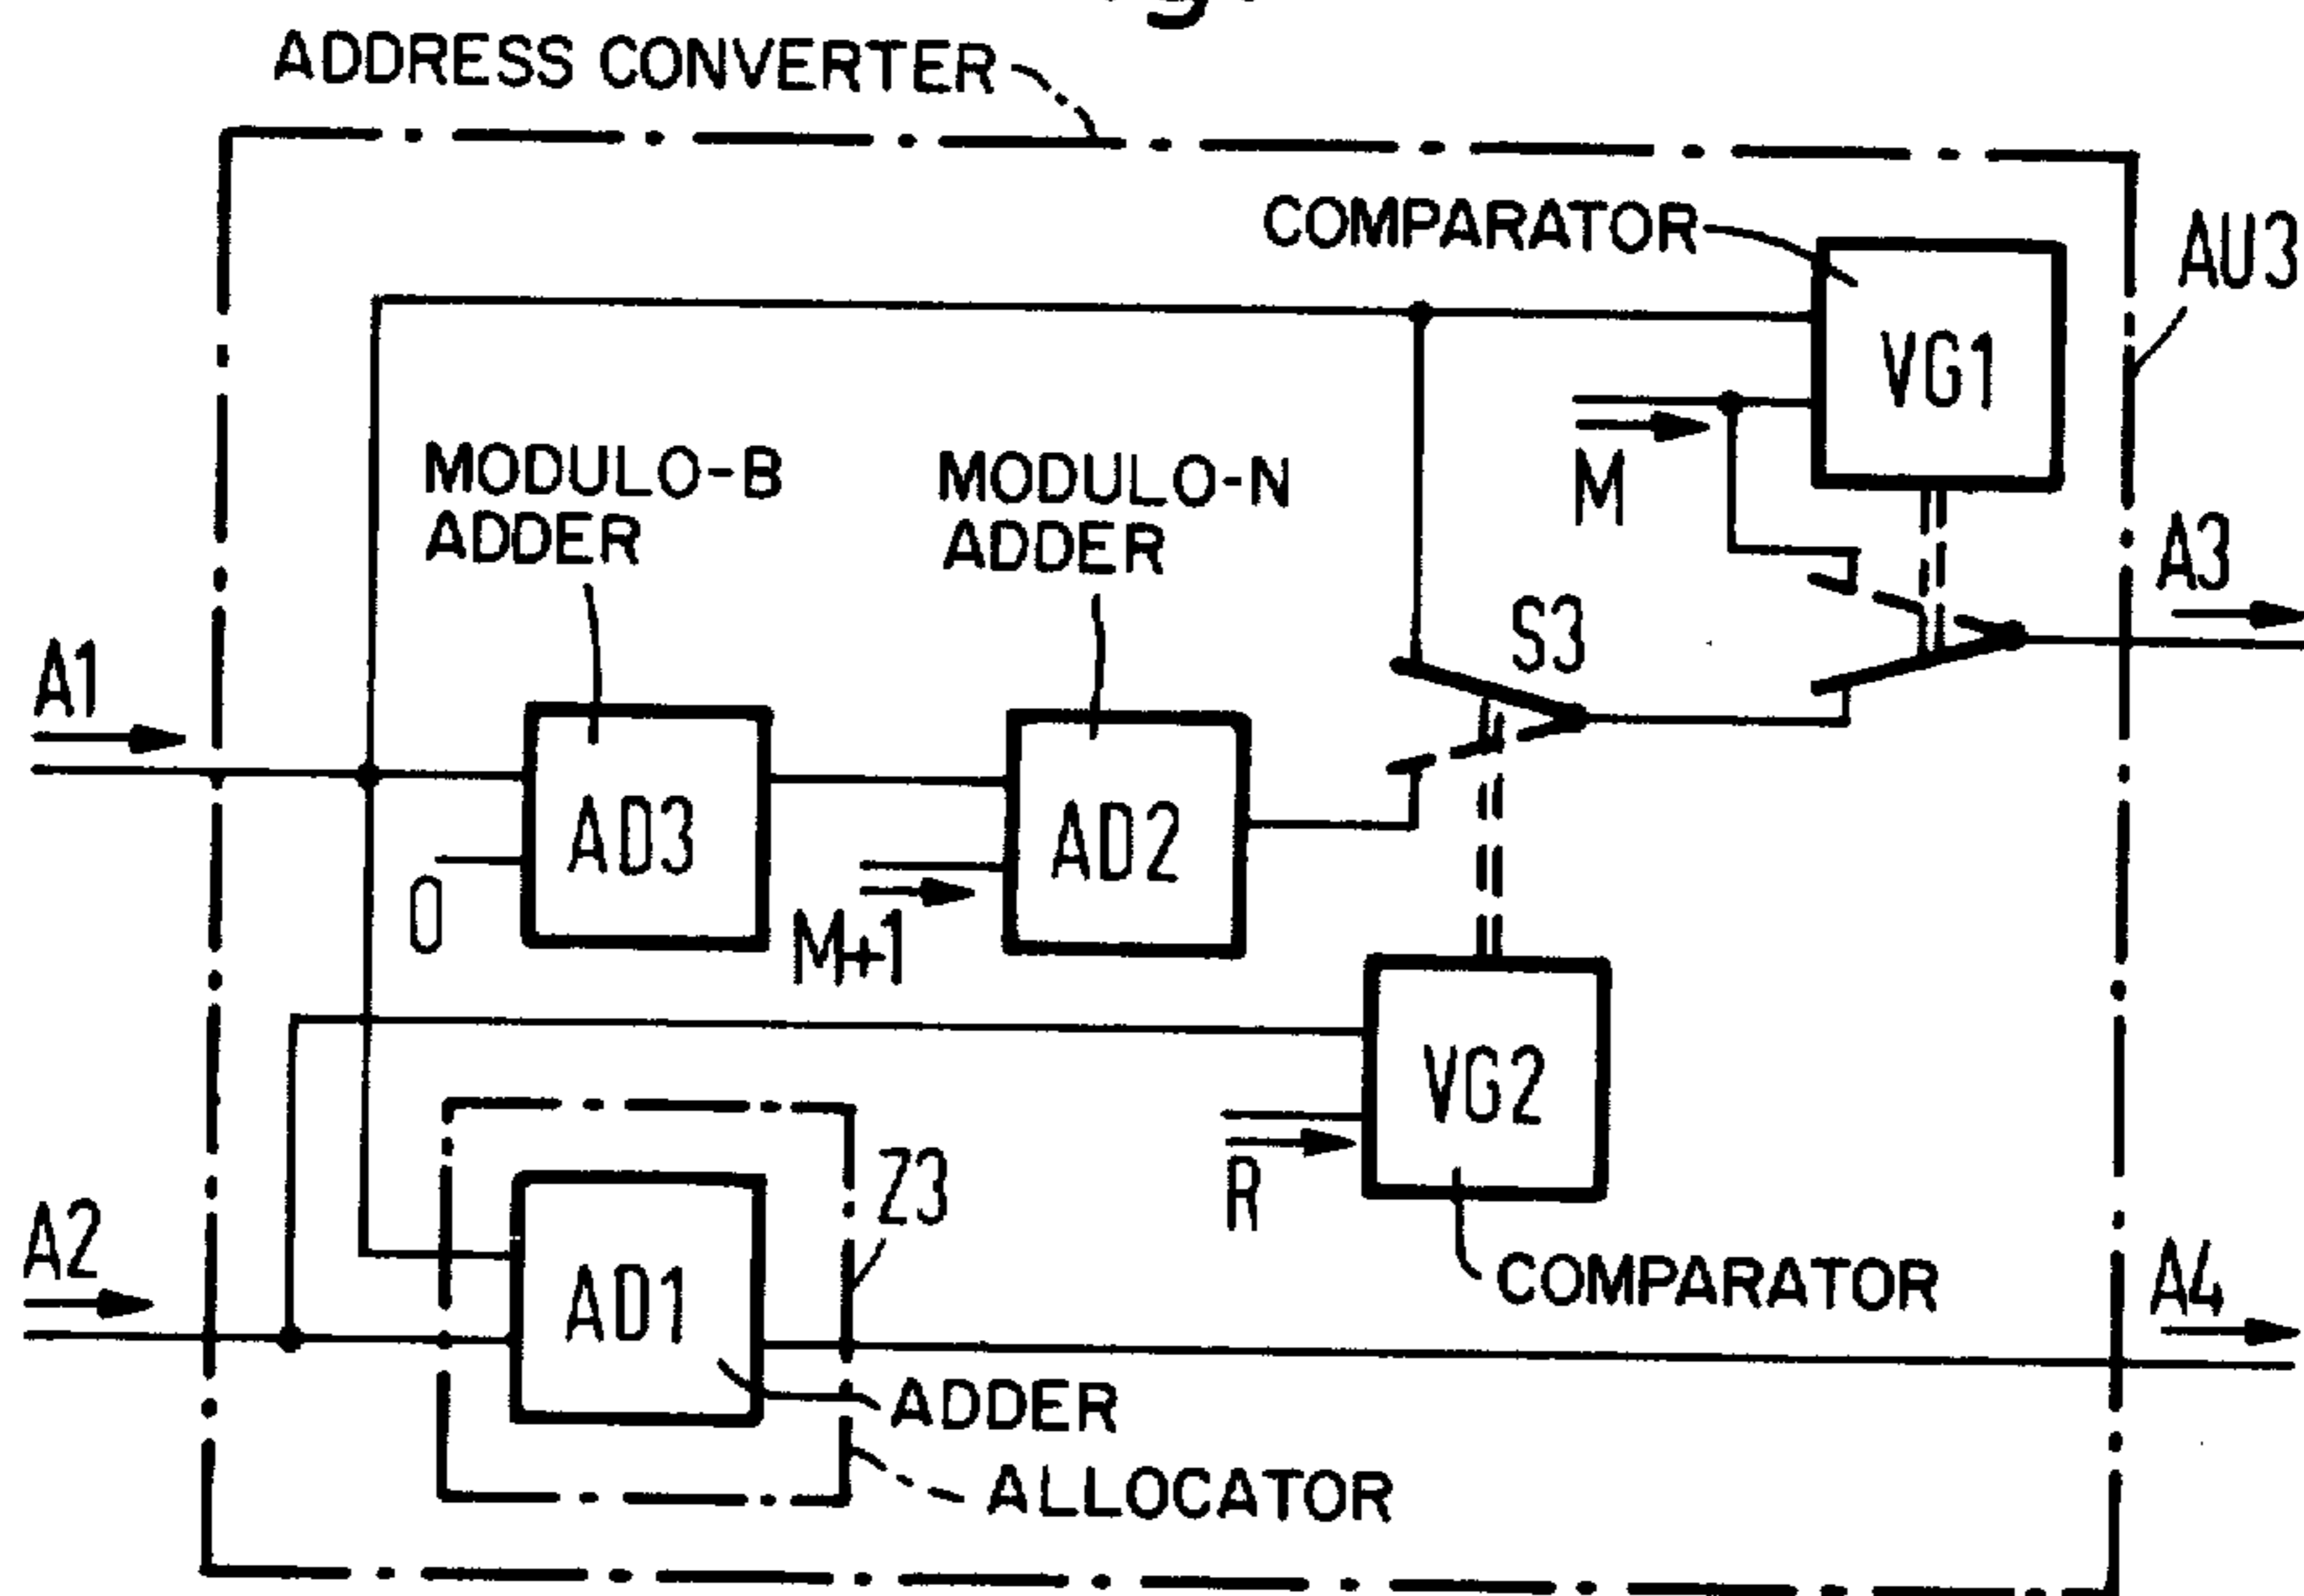 ADDRESS CONVERTER
COMPARATOR
AU3
VG1
M
MODULO-B
ADDER
MODULO-N
ADDER
A3
S3
A1
AD3
AD2
0
M+1
VG2
R
Z3
A2
AD1
COMPARATOR
A4
ADDER
ALLOCATOR